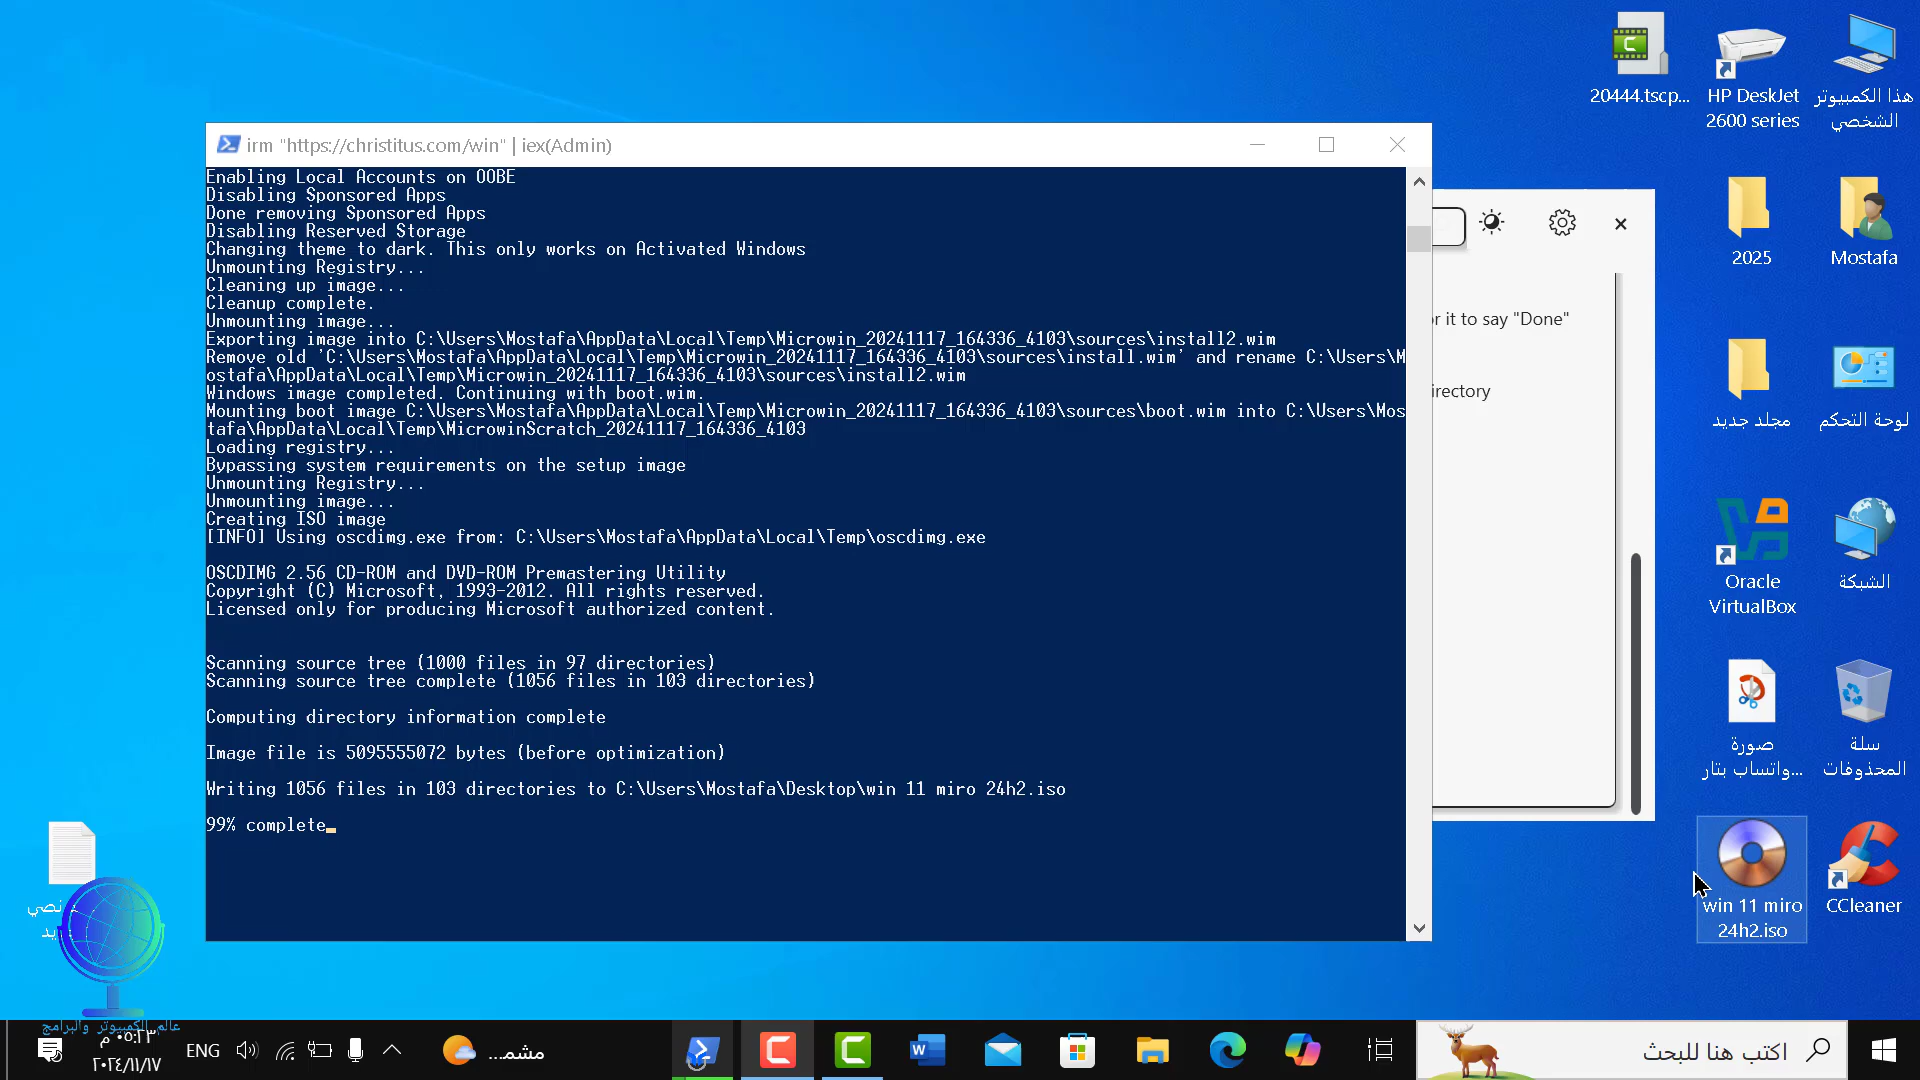 irm "https://christitus.com/win" | iex(Admin)
Enabling Local Accounts on OOBE
Disabling Sponsored Apps
Done removing Sponsored Apps
Disabling Reserved Storage
Changing theme to dark. This only works on Activated Windows
Unmounting Registry...
Cleaning up image...
Cleanup complete.
Unmounting image...
Exporting image into C:\Users\Mostafa\AppData\Local\Temp\Microwin_20241117_164336_4103\sources\install2.wim
Remove old 'C:\Users\Mostafa\AppData\Local\Temp\Microwin_20241117_164336_4103\sources\install.wim' and rename C:\Users\M
ostafa\AppData\Local\Temp\Microwin_20241117_164336_4103\sources\install2.wim
Windows image completed. Continuing with boot.wim.
Mounting boot image C:\Users\Mostafa\AppData\Local\Temp\Microwin_20241117_164336_4103\sources\boot.wim into C:\Users\Mos
tafa\AppData\Local\Temp\MicrowinScratch_20241117_164336_4103
Loading registry...
Bypassing system requirements on the setup image
Unmounting Registry...
Unmounting image...
Creating ISO image
[INFO] Using oscdimg.exe from: C:\Users\Mostafa\AppData\Local\Temp\oscdimg.exe
OSCDIMG 2.56 CD-ROM and DVD-ROM Premastering Utility
Copyright (C) Microsoft, 1993-2012. All rights reserved.
Licensed only for producing Microsoft authorized content.
Scanning source tree (1000 files in 97 directories)
Scanning source tree complete (1056 files in 103 directories)
Computing directory information complete
Image file is 5095555072 bytes (before optimization)
Writing 1056 files in 103 directories to C:\Users\Mostafa\Desktop\win 11 miro 24h2.iso
99% complete
it to say "Done"
irectory
20444.tscp...
HP DeskJet
2600 series
هذا الكمبيوتر
الشخصي
2025
Mostafa
مجلد جديد
لوحة التحكم
Oracle
VirtualBox
الشبكة
صورة
واتساب بتار...
سلة
المحذوفات
win 11 miro
24h2.iso
CCleaner
نصي
عالم الكمبيوتر والبرامج
٠٥:٢٣ م
٢٠٢٤/١١/١٧
ENG
مشمـ...
اكتب هنا للبحث